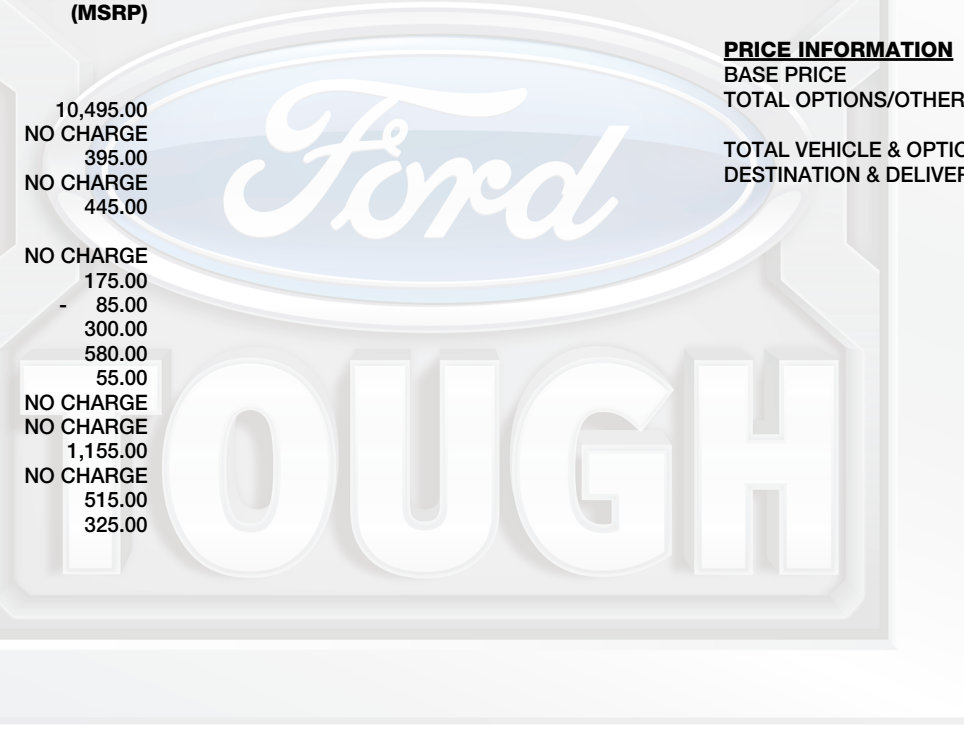 (MSRP)
10,495.00
NO CHARGE
395.00
NO CHARGE
445.00
NO CHARGE
175.00
- 85.00
300.00
580.00
55.00
NO CHARGE
NO CHARGE
1,155.00
NO CHARGE
515.00
325.00
PRICE INFORMATION
BASE PRICE
TOTAL OPTIONS/OTHER
TOTAL VEHICLE & OPTIO
DESTINATION & DELIVER
Ford
TOUGH